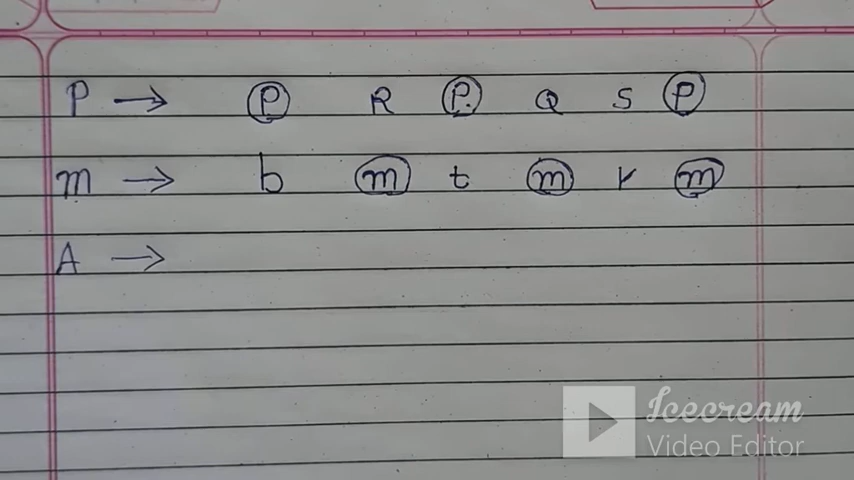 P → P R P Q S P
m → b m t m r m
A →
Icecream
Video Editor